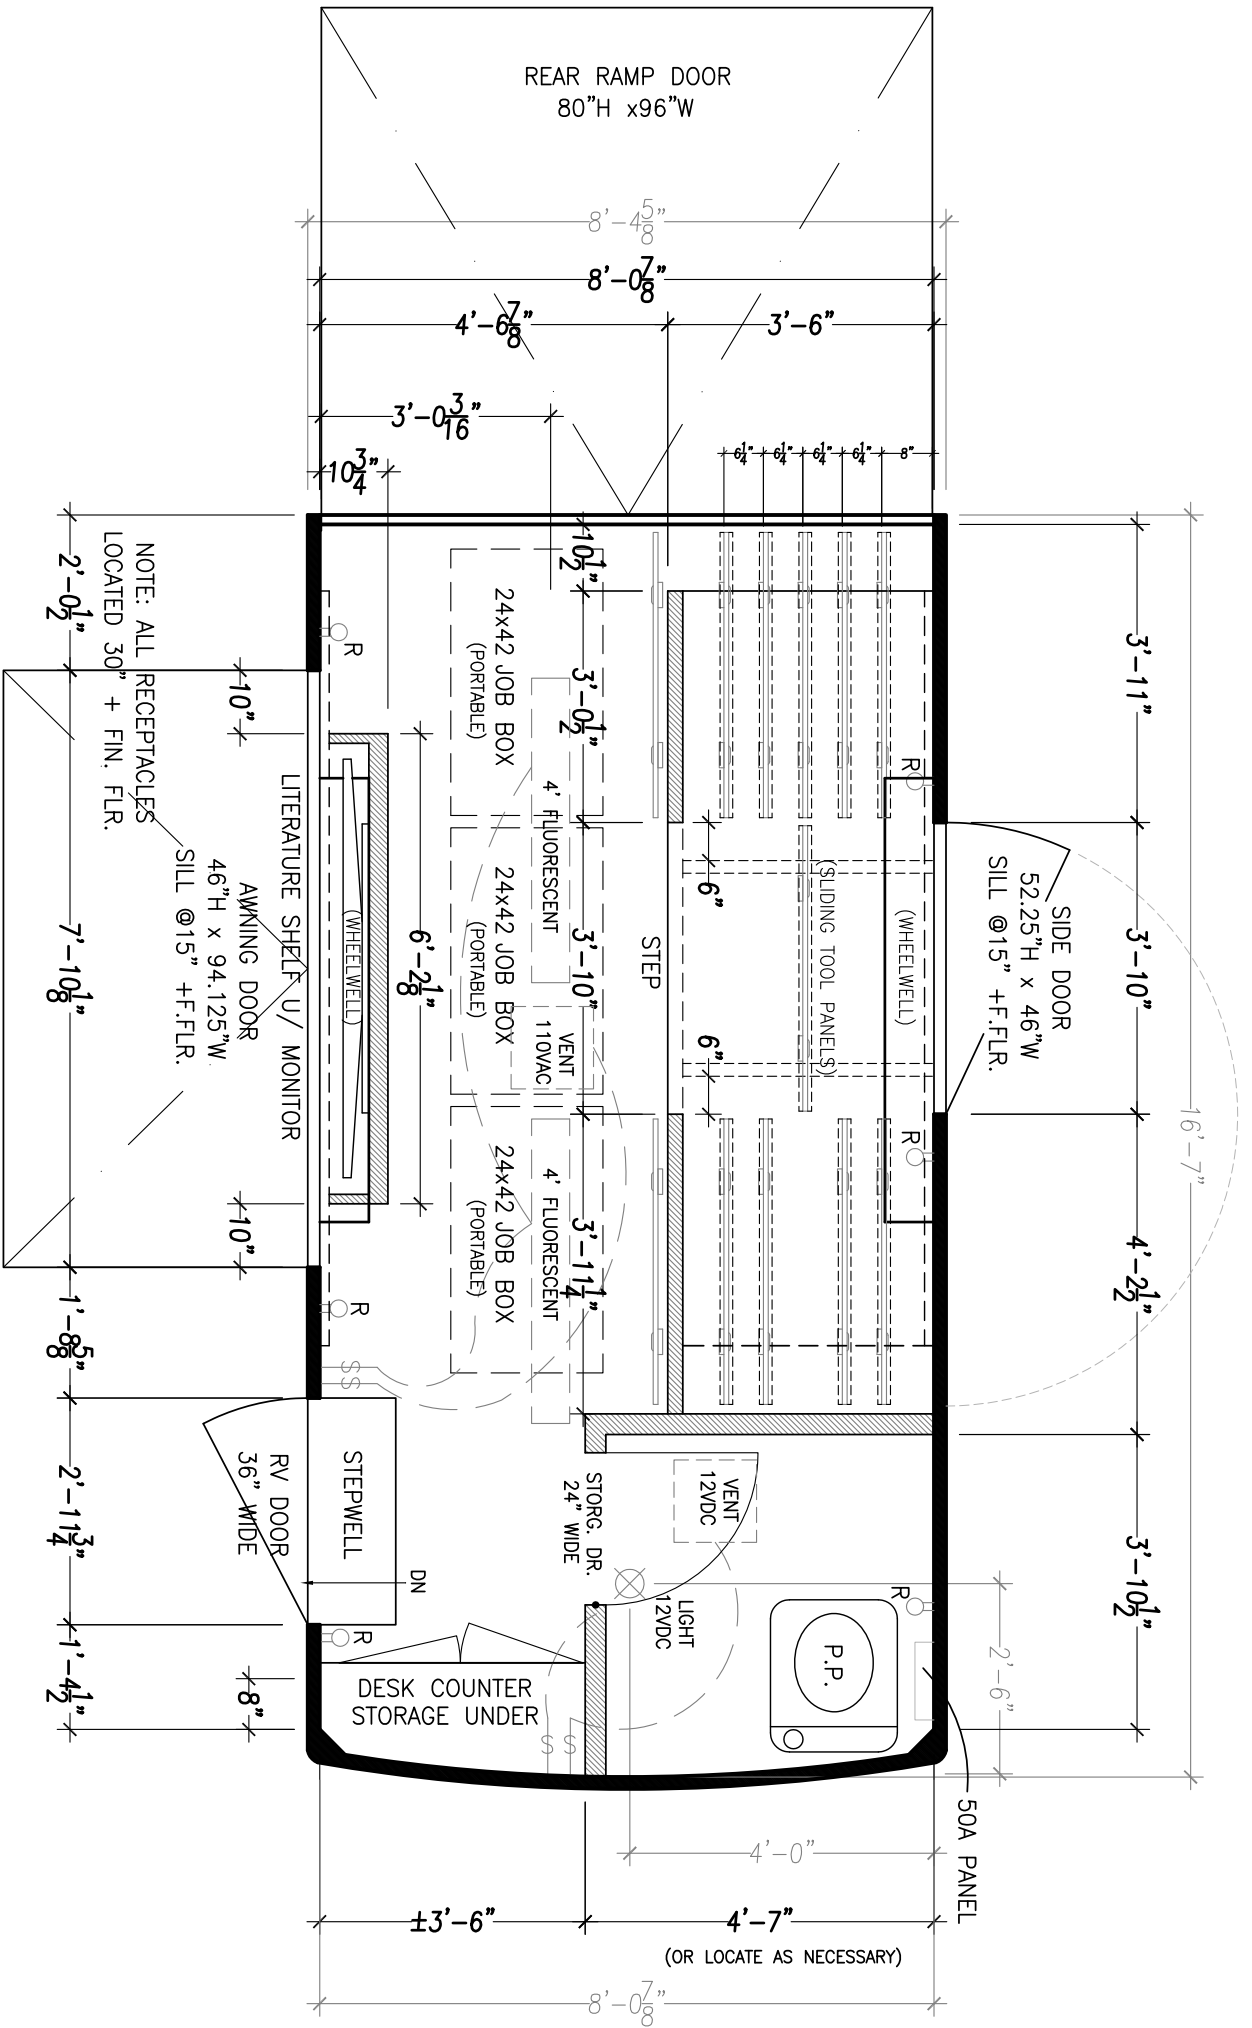 REAR RAMP DOOR
80"H x96"W
8'-4 5/8"
8'-0 7/8"
4'-6 7/8"
3'-6"
3'-0 3/16"
10 3/4"
6 1/4"
6 1/4"
6 1/4"
6 1/4"
8"
3'-11"
3'-10"
4'-2 1/2"
3'-10 1/2"
16'-7"
SIDE DOOR
52.25"H x 46"W
SILL @15" +F.FLR.
R
(WHEELWELL)
R
R
(SLIDING TOOL PANELS)
6"
6"
STEP
10 1/2"
3'-0 1/2"
3'-10"
3'-11 1/4"
24x42 JOB BOX
(PORTABLE)
24x42 JOB BOX
(PORTABLE)
24x42 JOB BOX
(PORTABLE)
4' FLUORESCENT
4' FLUORESCENT
VENT
110VAC
6'-2 1/8"
(WHEELWELL)
R
R
SS
LITERATURE SHELF U/ MONITOR
AWNING DOOR
46"H x 94.125"W
SILL @15" +F.FLR.
NOTE: ALL RECEPTACLES
LOCATED 30" + FIN. FLR.
10"
10"
2'-0 1/2"
7'-10 1/8"
1'-8 5/8"
2'-11 3/4"
1'-4 1/2"
8"
STEPWELL
RV DOOR
36" WIDE
DN
R
STORG. DR.
24" WIDE
VENT
12VDC
LIGHT
12VDC
P.P.
R
2'-6"
DESK COUNTER
STORAGE UNDER
S S
50A PANEL
4'-0"
±3'-6"
4'-7"
(OR LOCATE AS NECESSARY)
8'-0 7/8"